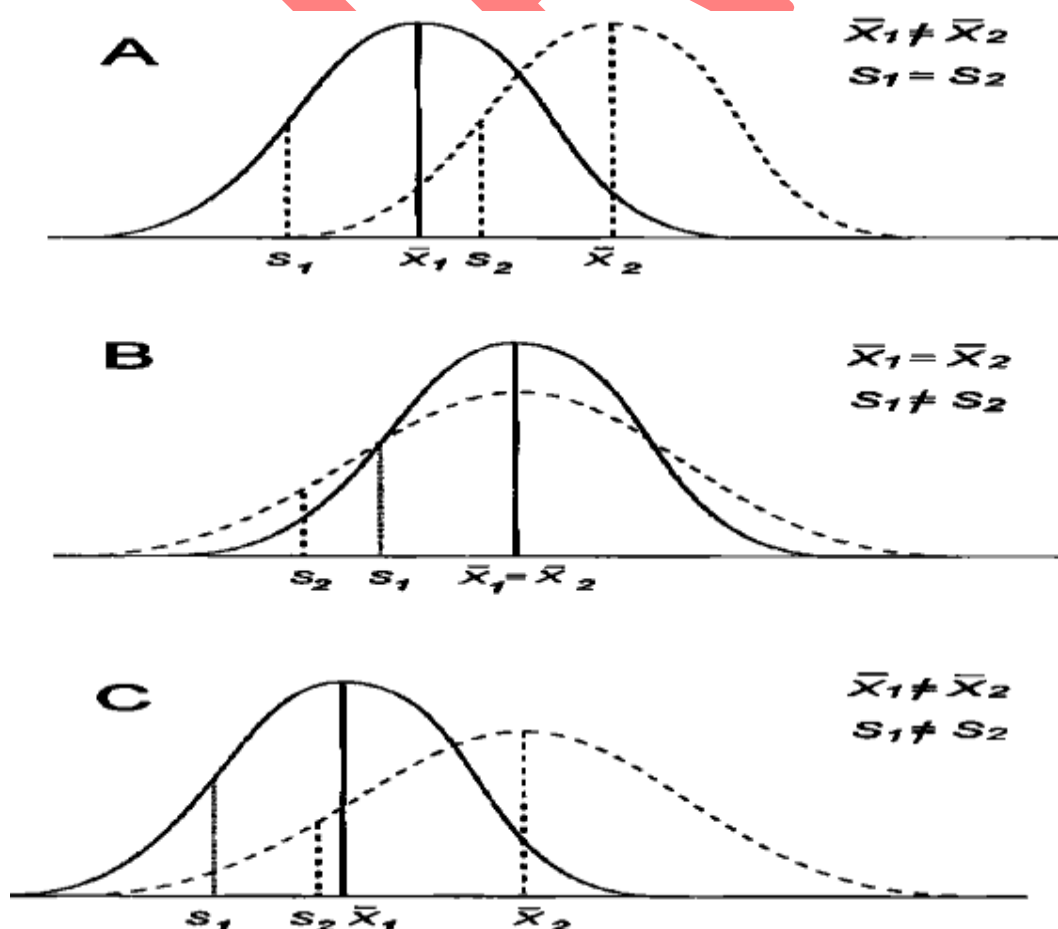 A
X̄₁ ≠ X̄₂
S₁ = S₂
S₁ X̄₁ S₂ X̄₂
B
X̄₁ = X̄₂
S₁ ≠ S₂
S₂ S₁ X̄₁ = X̄₂
C
X̄₁ ≠ X̄₂
S₁ ≠ S₂
S₁ S₂ X̄₁ X̄₂